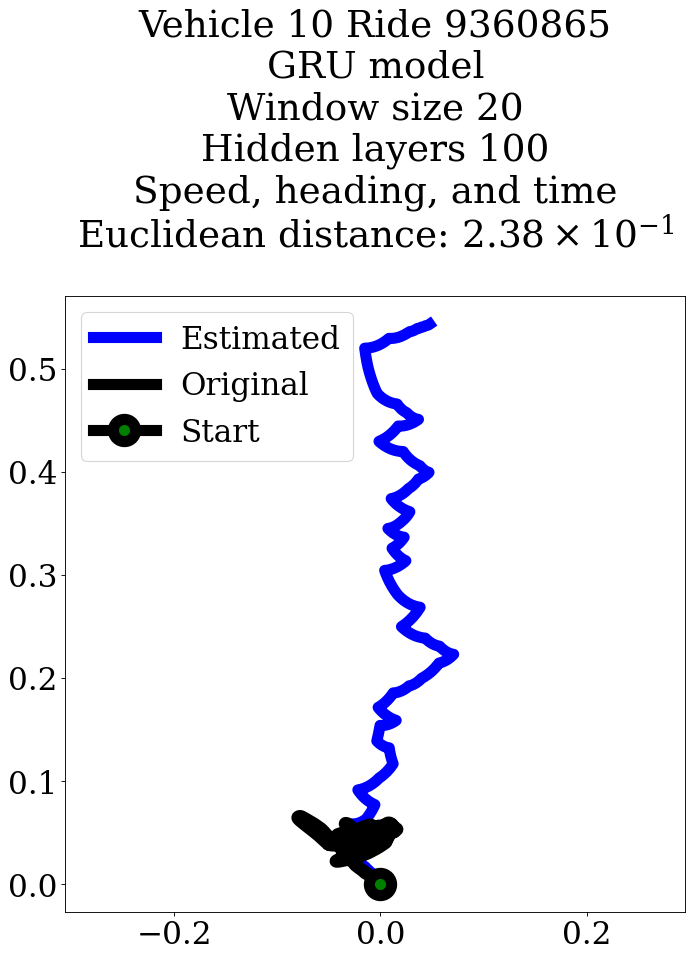 Vehicle 10 Ride 9360865
GRU model
Window size 20
Hidden layers 100
Speed, heading, and time
Euclidean distance: 2.38 × 10⁻¹
Estimated
Original
Start
0.5
0.4
0.3
0.2
0.1
0.0
−0.2 0.0 0.2